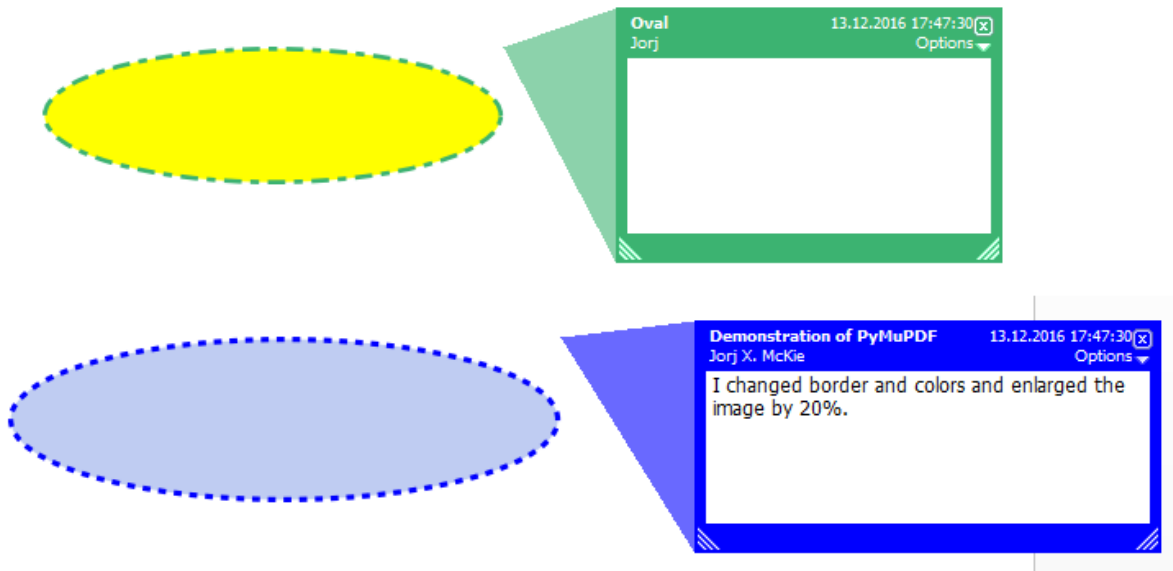 Oval 13.12.2016 17:47:30
Jorj Options
Demonstration of PyMuPDF 13.12.2016 17:47:30
Jorj X. McKie Options
I changed border and colors and enlarged the
image by 20%.